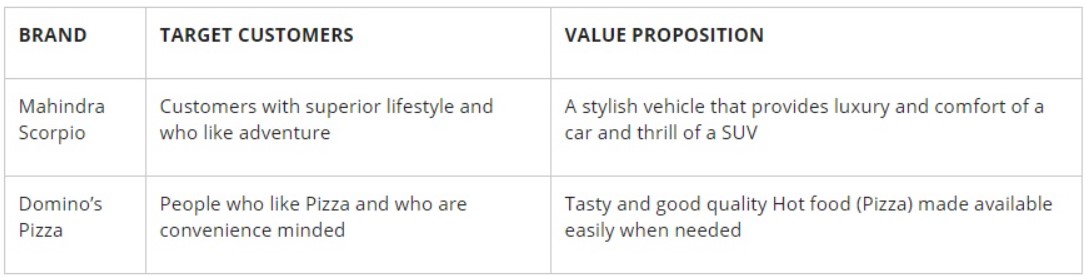 BRAND
TARGET CUSTOMERS
VALUE PROPOSITION
Mahindra
Scorpio
Customers with superior lifestyle and
who like adventure
A stylish vehicle that provides luxury and comfort of a
car and thrill of a SUV
Domino’s
Pizza
People who like Pizza and who are
convenience minded
Tasty and good quality Hot food (Pizza) made available
easily when needed